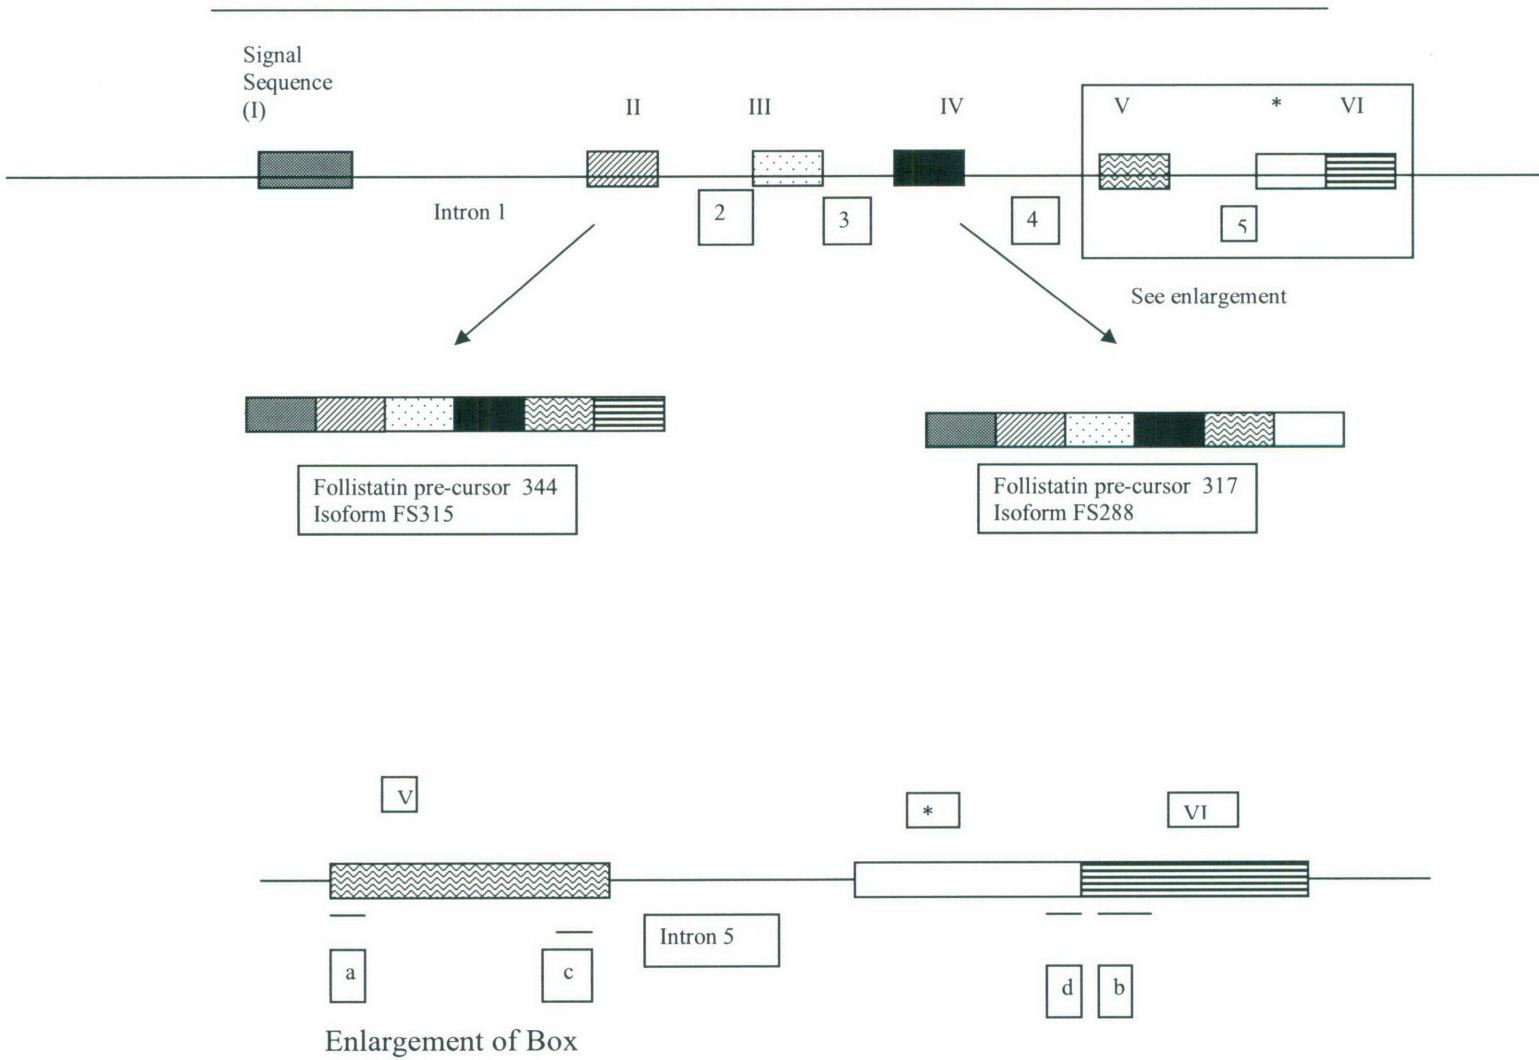 Signal
Sequence
(I)
II
III
IV
V
*
VI
Intron 1
2
3
4
5
See enlargement
Follistatin pre-cursor 344
Isoform FS315
Follistatin pre-cursor 317
Isoform FS288
V
*
VI
Intron 5
a
c
d
b
Enlargement of Box